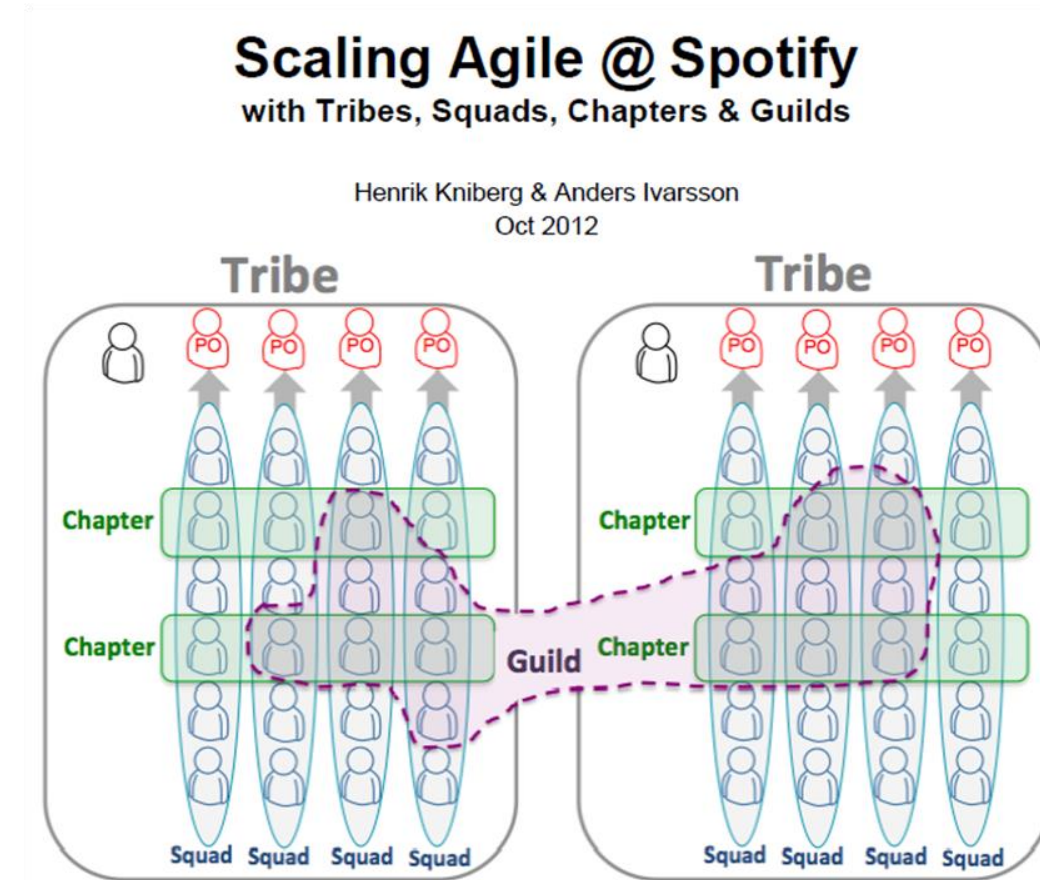 Scaling Agile @ Spotify
with Tribes, Squads, Chapters & Guilds
Henrik Kniberg & Anders Ivarsson
Oct 2012
Tribe
Tribe
PO PO PO PO
PO PO PO PO
Chapter
Chapter
Chapter
Guild
Chapter
Squad Squad Squad Squad
Squad Squad Squad Squad